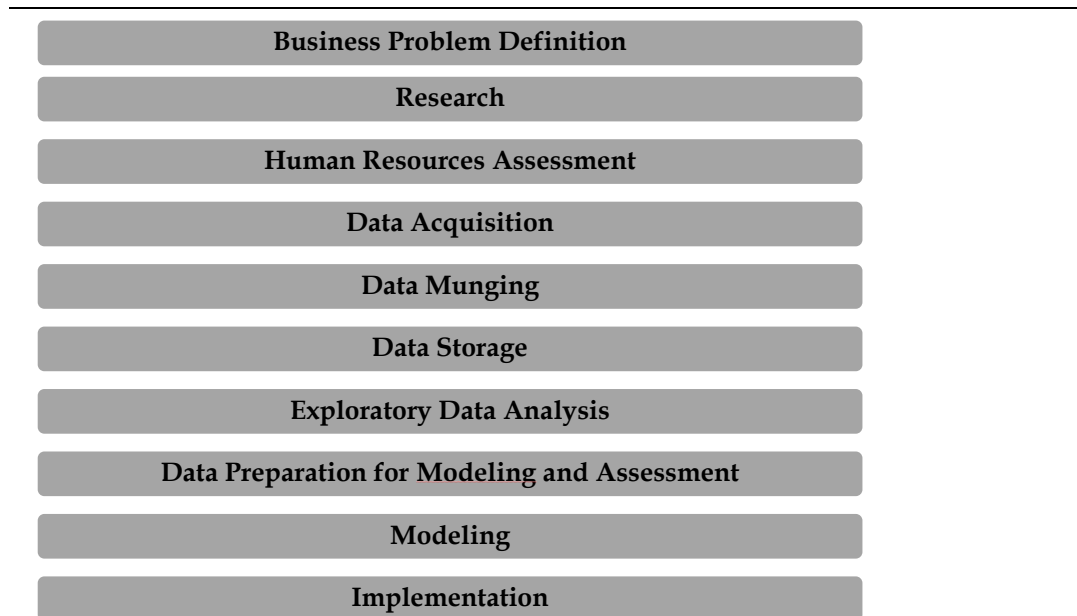 Business Problem Definition
Research
Human Resources Assessment
Data Acquisition
Data Munging
Data Storage
Exploratory Data Analysis
Data Preparation for Modeling and Assessment
Modeling
Implementation